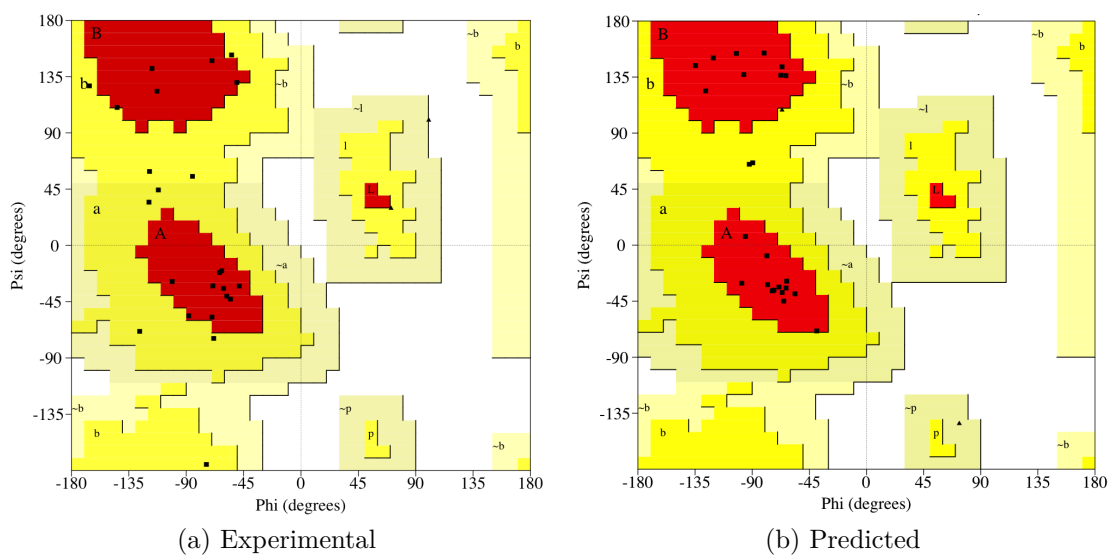 180
135
90
45
0
-45
-90
-135
-180 -135 -90 -45 0 45 90 135 180
Psi (degrees)
Phi (degrees)
B
b
a
A
~b
~b
b
~l
l
L
~a
~b
b
~p
p
~b
(a) Experimental
180
135
90
45
0
-45
-90
-135
-180 -135 -90 -45 0 45 90 135 180
Psi (degrees)
Phi (degrees)
B
b
a
A
~b
~b
b
~l
l
L
~a
~b
b
~p
p
~b
(b) Predicted